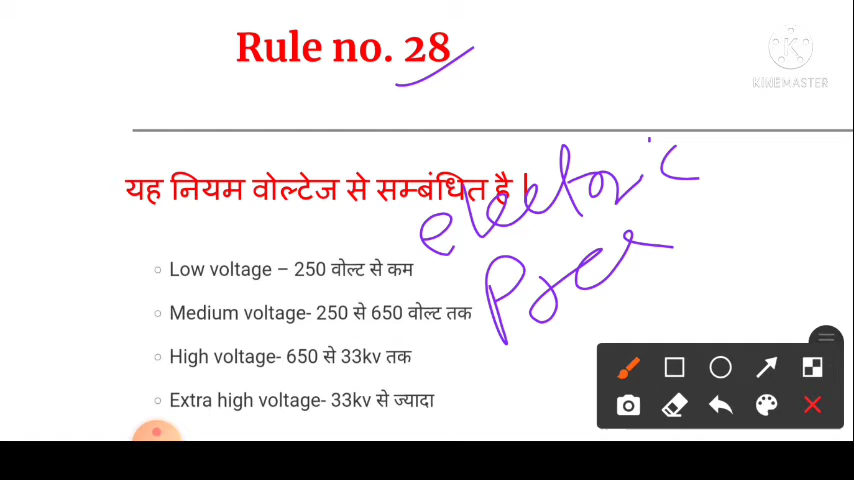 Rule no. 28
KINEMASTER
यह नियम वोल्टेज से सम्बंधित है |
electric
Low voltage – 250 वोल्ट से कम
Medium voltage- 250 से 650 वोल्ट तक
High voltage- 650 से 33kv तक
Extra high voltage- 33kv से ज्यादा